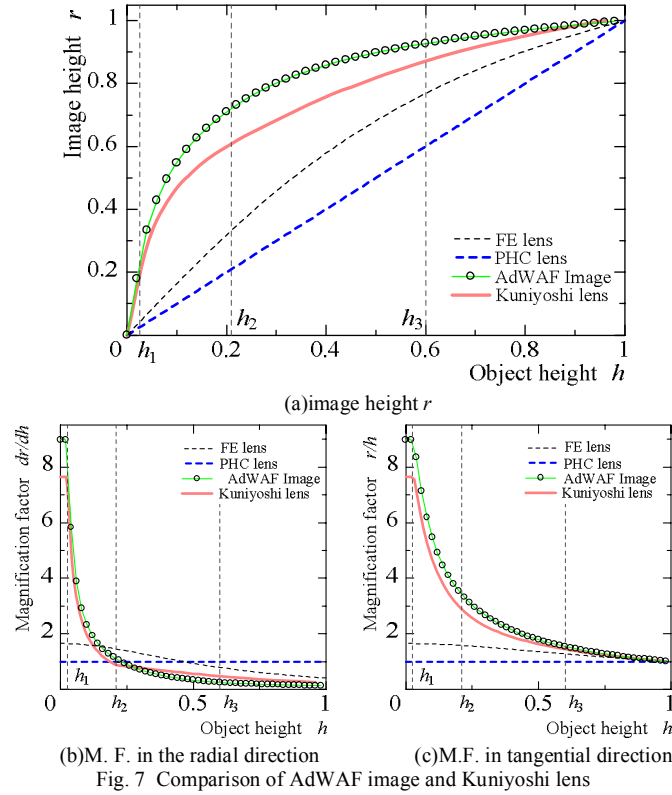 Image height r
1.0
0.8
0.6
0.4
0.2
0
h1
h2
h3
FE lens
PHC lens
AdWAF Image
Kuniyoshi lens
0 0.2 0.4 0.6 0.8 1
Object height h
(a)image height r
Magnification factor dr/dh
8
6
4
2
FE lens
PHC lens
AdWAF Image
Kuniyoshi lens
h1
h2
h3
0 0.5 1
Object height h
(b)M. F. in the radial direction
Magnification factor r/h
8
6
4
2
FE lens
PHC lens
AdWAF Image
Kuniyoshi lens
h1
h2
h3
0 0.5 1
Object height h
(c)M.F. in tangential direction
Fig. 7 Comparison of AdWAF image and Kuniyoshi lens